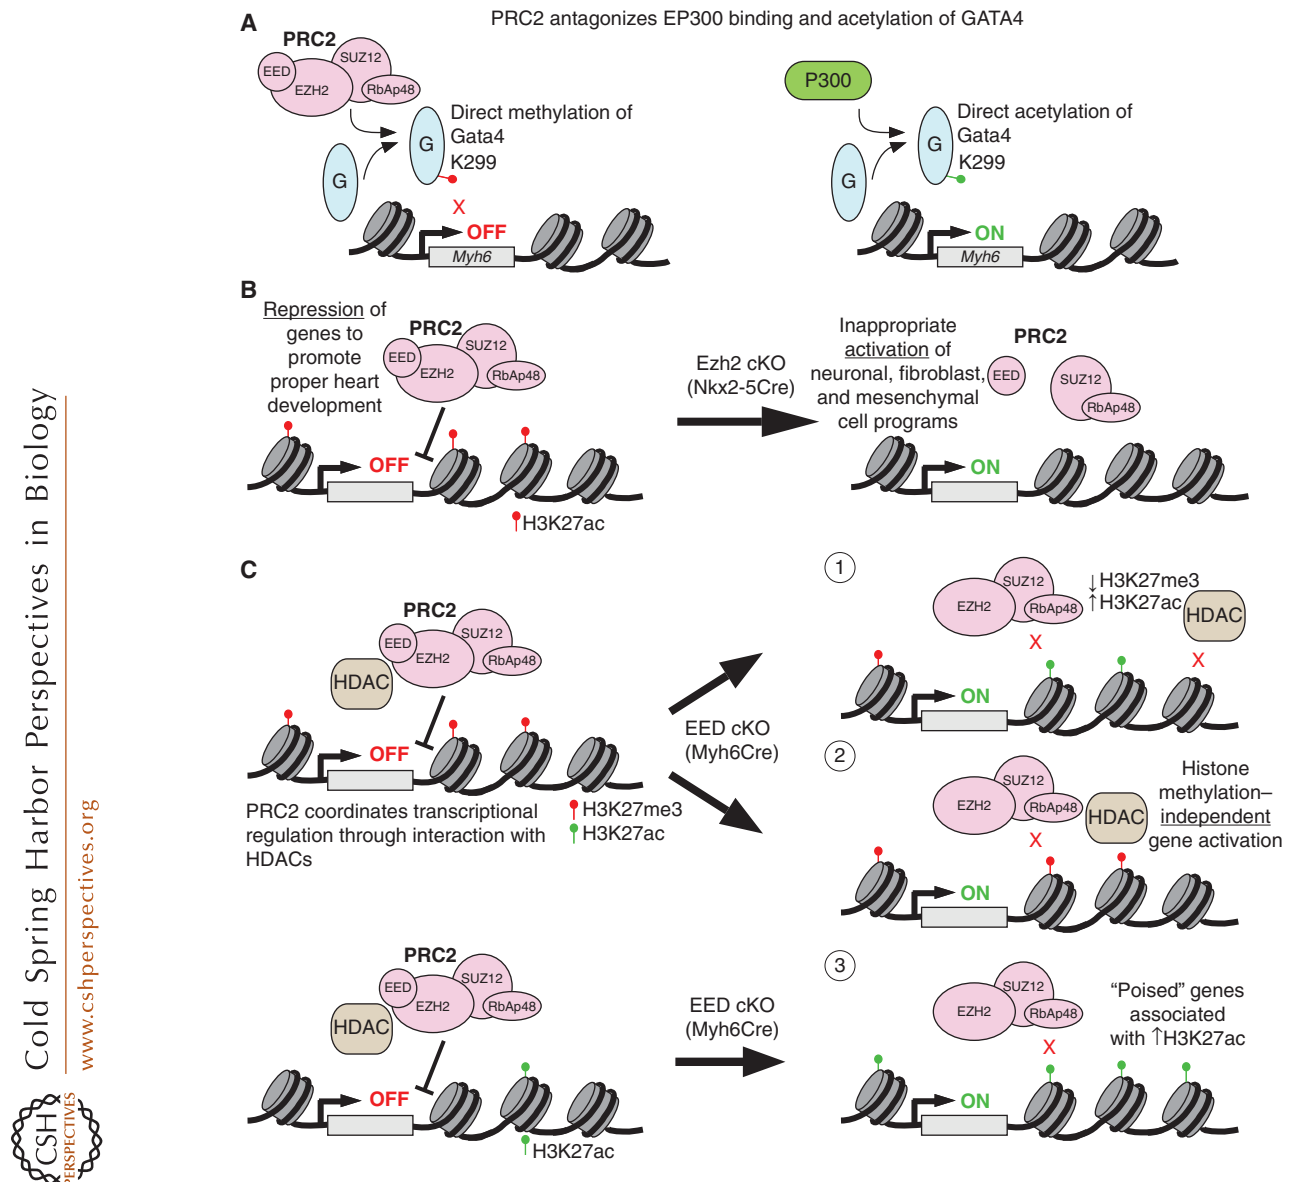 A
PRC2 antagonizes EP300 binding and acetylation of GATA4
PRC2
EED
SUZ12
EZH2
RbAp48
Direct methylation of
Gata4
K299
G
G
X
OFF
Myh6
P300
Direct acetylation of
Gata4
K299
G
G
ON
Myh6
B
Repression of
genes to
promote
proper heart
development
PRC2
EED
SUZ12
EZH2
RbAp48
OFF
H3K27ac
Ezh2 cKO
(Nkx2-5Cre)
Inappropriate
activation of
neuronal, fibroblast,
and mesenchymal
cell programs
PRC2
EED
SUZ12
RbAp48
ON
C
PRC2
EED
SUZ12
EZH2
RbAp48
HDAC
OFF
PRC2 coordinates transcriptional
regulation through interaction with
HDACs
H3K27me3
H3K27ac
EED cKO
(Myh6Cre)
1
SUZ12
EZH2
RbAp48
↓H3K27me3
↑H3K27ac
HDAC
X
X
ON
2
SUZ12
EZH2
RbAp48
HDAC
X
Histone
methylation–
independent
gene activation
ON
PRC2
EED
SUZ12
EZH2
RbAp48
HDAC
OFF
H3K27ac
EED cKO
(Myh6Cre)
3
SUZ12
EZH2
RbAp48
X
“Poised” genes
associated
with ↑H3K27ac
ON
Cold Spring Harbor Perspectives in Biology
www.cshperspectives.org
CSH
PERSPECTIVES